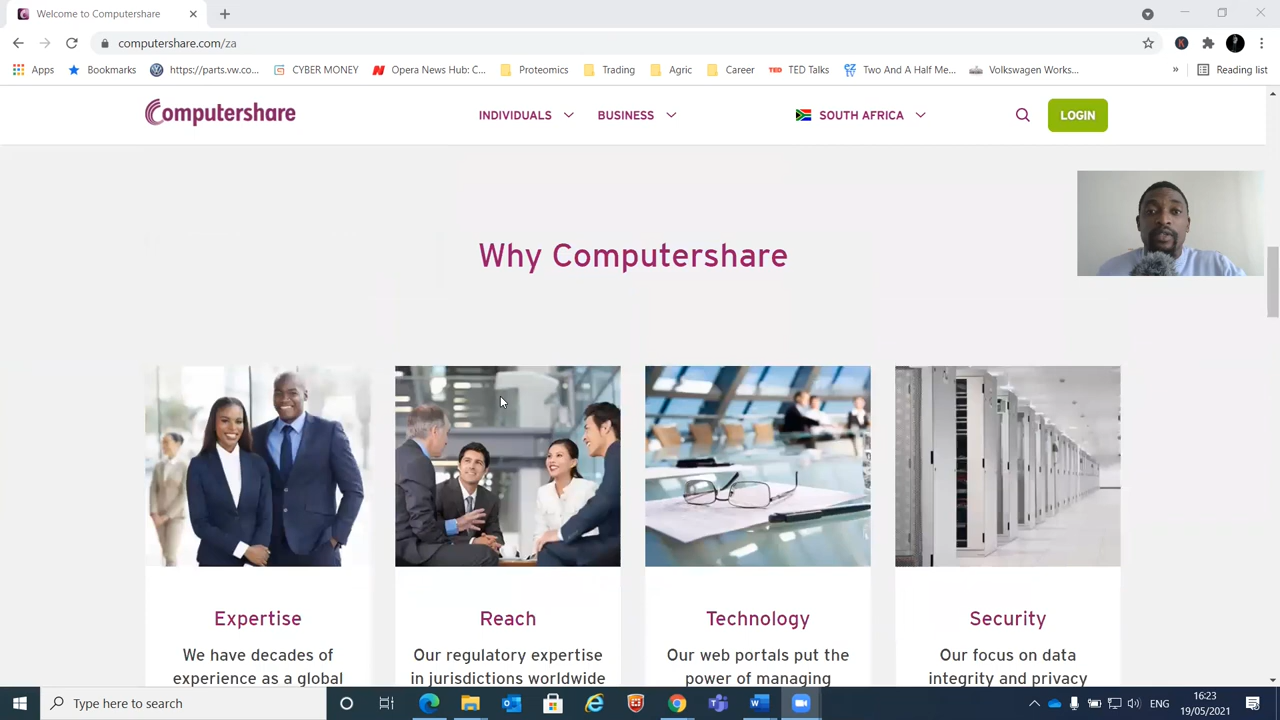 Welcome to Computershare
computershare.com/za
Apps
Bookmarks
https://parts.vw.co...
CYBER MONEY
Opera News Hub: C...
Proteomics
Trading
Agric
Career
TED TED Talks
Two And A Half Me...
Volkswagen Works...
»
Reading list
Computershare
INDIVIDUALS
BUSINESS
SOUTH AFRICA
LOGIN
Why Computershare
Expertise
We have decades of
experience as a global
Reach
Our regulatory expertise
in jurisdictions worldwide
Technology
Our web portals put the
power of managing
Security
Our focus on data
integrity and privacy
Type here to search
ENG
16:23
19/05/2021